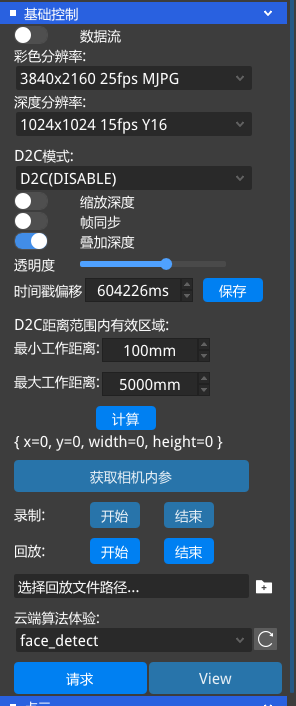 基础控制
数据流
彩色分辨率:
3840x2160 25fps MJPG
深度分辨率:
1024x1024 15fps Y16
D2C模式:
D2C(DISABLE)
缩放深度
帧同步
叠加深度
透明度
时间戳偏移 604226ms 保存
D2C距离范围内有效区域:
最小工作距离: 100mm
最大工作距离: 5000mm
计算
{ x=0, y=0, width=0, height=0 }
获取相机内参
录制: 开始 结束
回放: 开始 结束
选择回放文件路径...
云端算法体验:
face_detect
请求 View